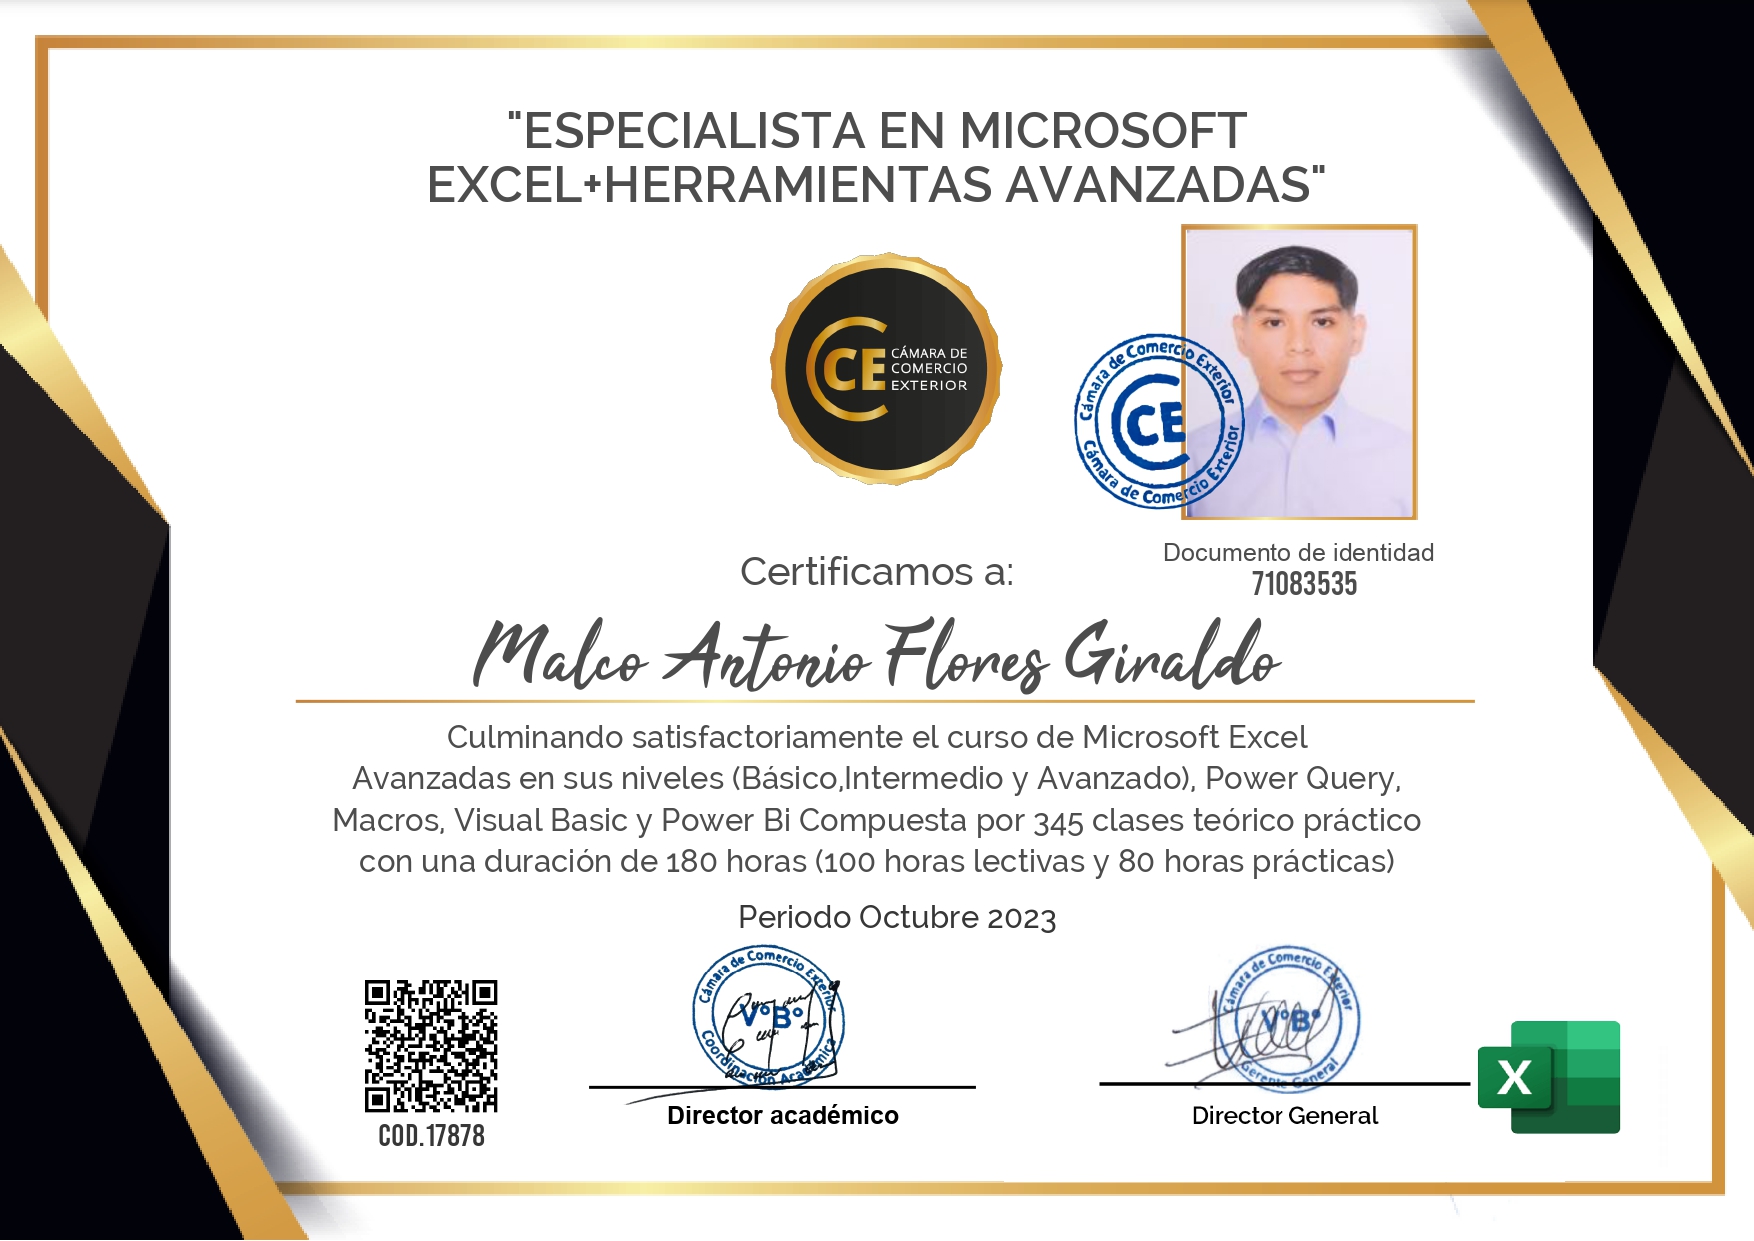 "ESPECIALISTA EN MICROSOFT
EXCEL+HERRAMIENTAS AVANZADAS"
CE CÁMARA DE
COMERCIO
EXTERIOR
Cámara de Comercio Exterior
CE
Cámara de Comercio Exterior
Documento de identidad
71083535
Certificamos a:
Malco Antonio Flores Giraldo
Culminando satisfactoriamente el curso de Microsoft Excel
Avanzadas en sus niveles (Básico,Intermedio y Avanzado), Power Query,
Macros, Visual Basic y Power Bi Compuesta por 345 clases teórico práctico
con una duración de 180 horas (100 horas lectivas y 80 horas prácticas)
Periodo Octubre 2023
Cámara de Comercio Exterior
V°B°
Coordinación Académica
Director académico
Cámara de Comercio Exterior
V°B°
Gerente General
Director General
COD.17878
X